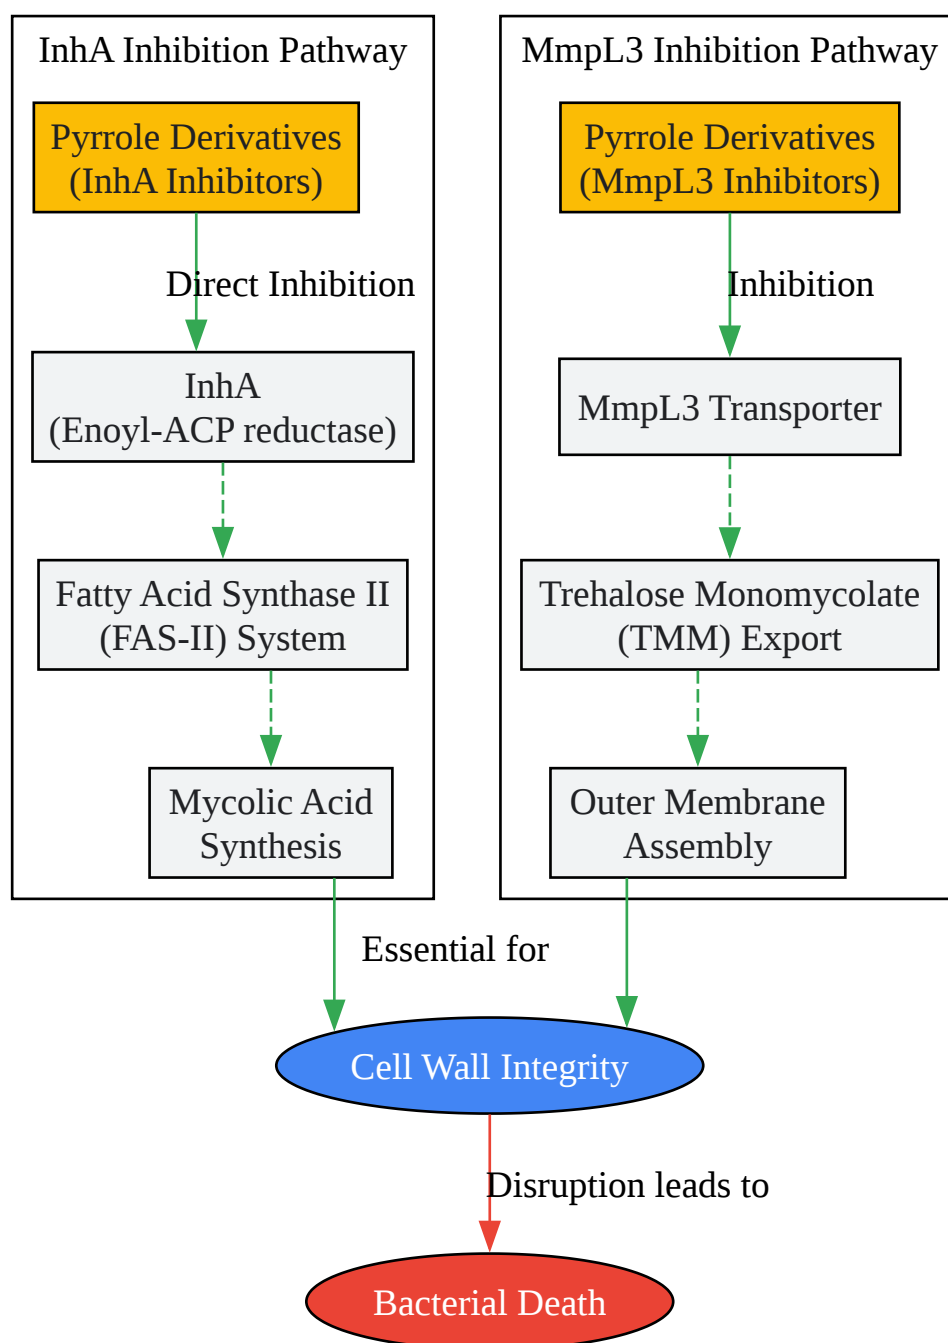 InhA Inhibition Pathway
Pyrrole Derivatives
(InhA Inhibitors)
Direct Inhibition
InhA
(Enoyl-ACP reductase)
Fatty Acid Synthase II
(FAS-II) System
Mycolic Acid
Synthesis
MmpL3 Inhibition Pathway
Pyrrole Derivatives
(MmpL3 Inhibitors)
Inhibition
MmpL3 Transporter
Trehalose Monomycolate
(TMM) Export
Outer Membrane
Assembly
Essential for
Cell Wall Integrity
Disruption leads to
Bacterial Death